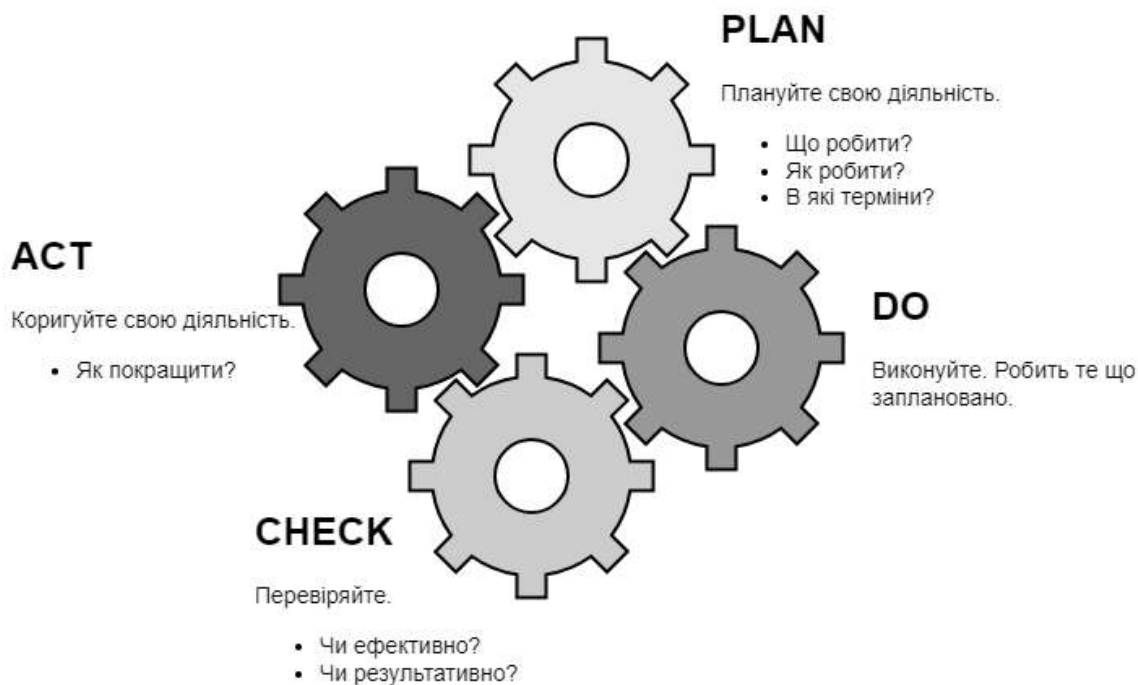 PLAN
Плануйте свою діяльність.
• Що робити?
• Як робити?
• В які терміни?
DO
Виконуйте. Робить те що
заплановано.
CHECK
Перевіряйте.
• Чи ефективно?
• Чи результативно?
ACT
Коригуйте свою діяльність.
• Як покращити?